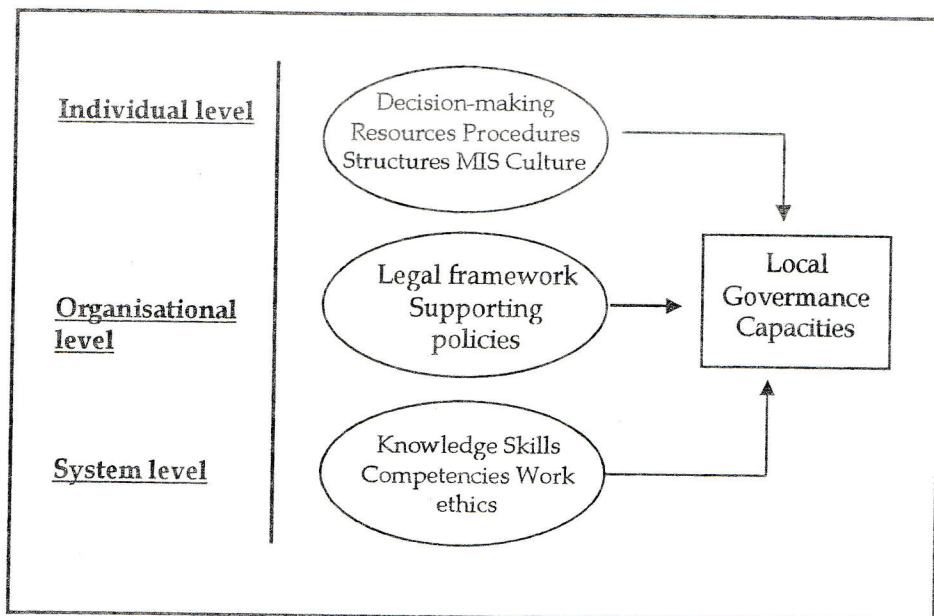 Individual level
Decision-making
Resources Procedures
Structures MIS Culture
Organisational
level
Legal framework
Supporting
policies
Local
Govermance
Capacities
System level
Knowledge Skills
Competencies Work
ethics